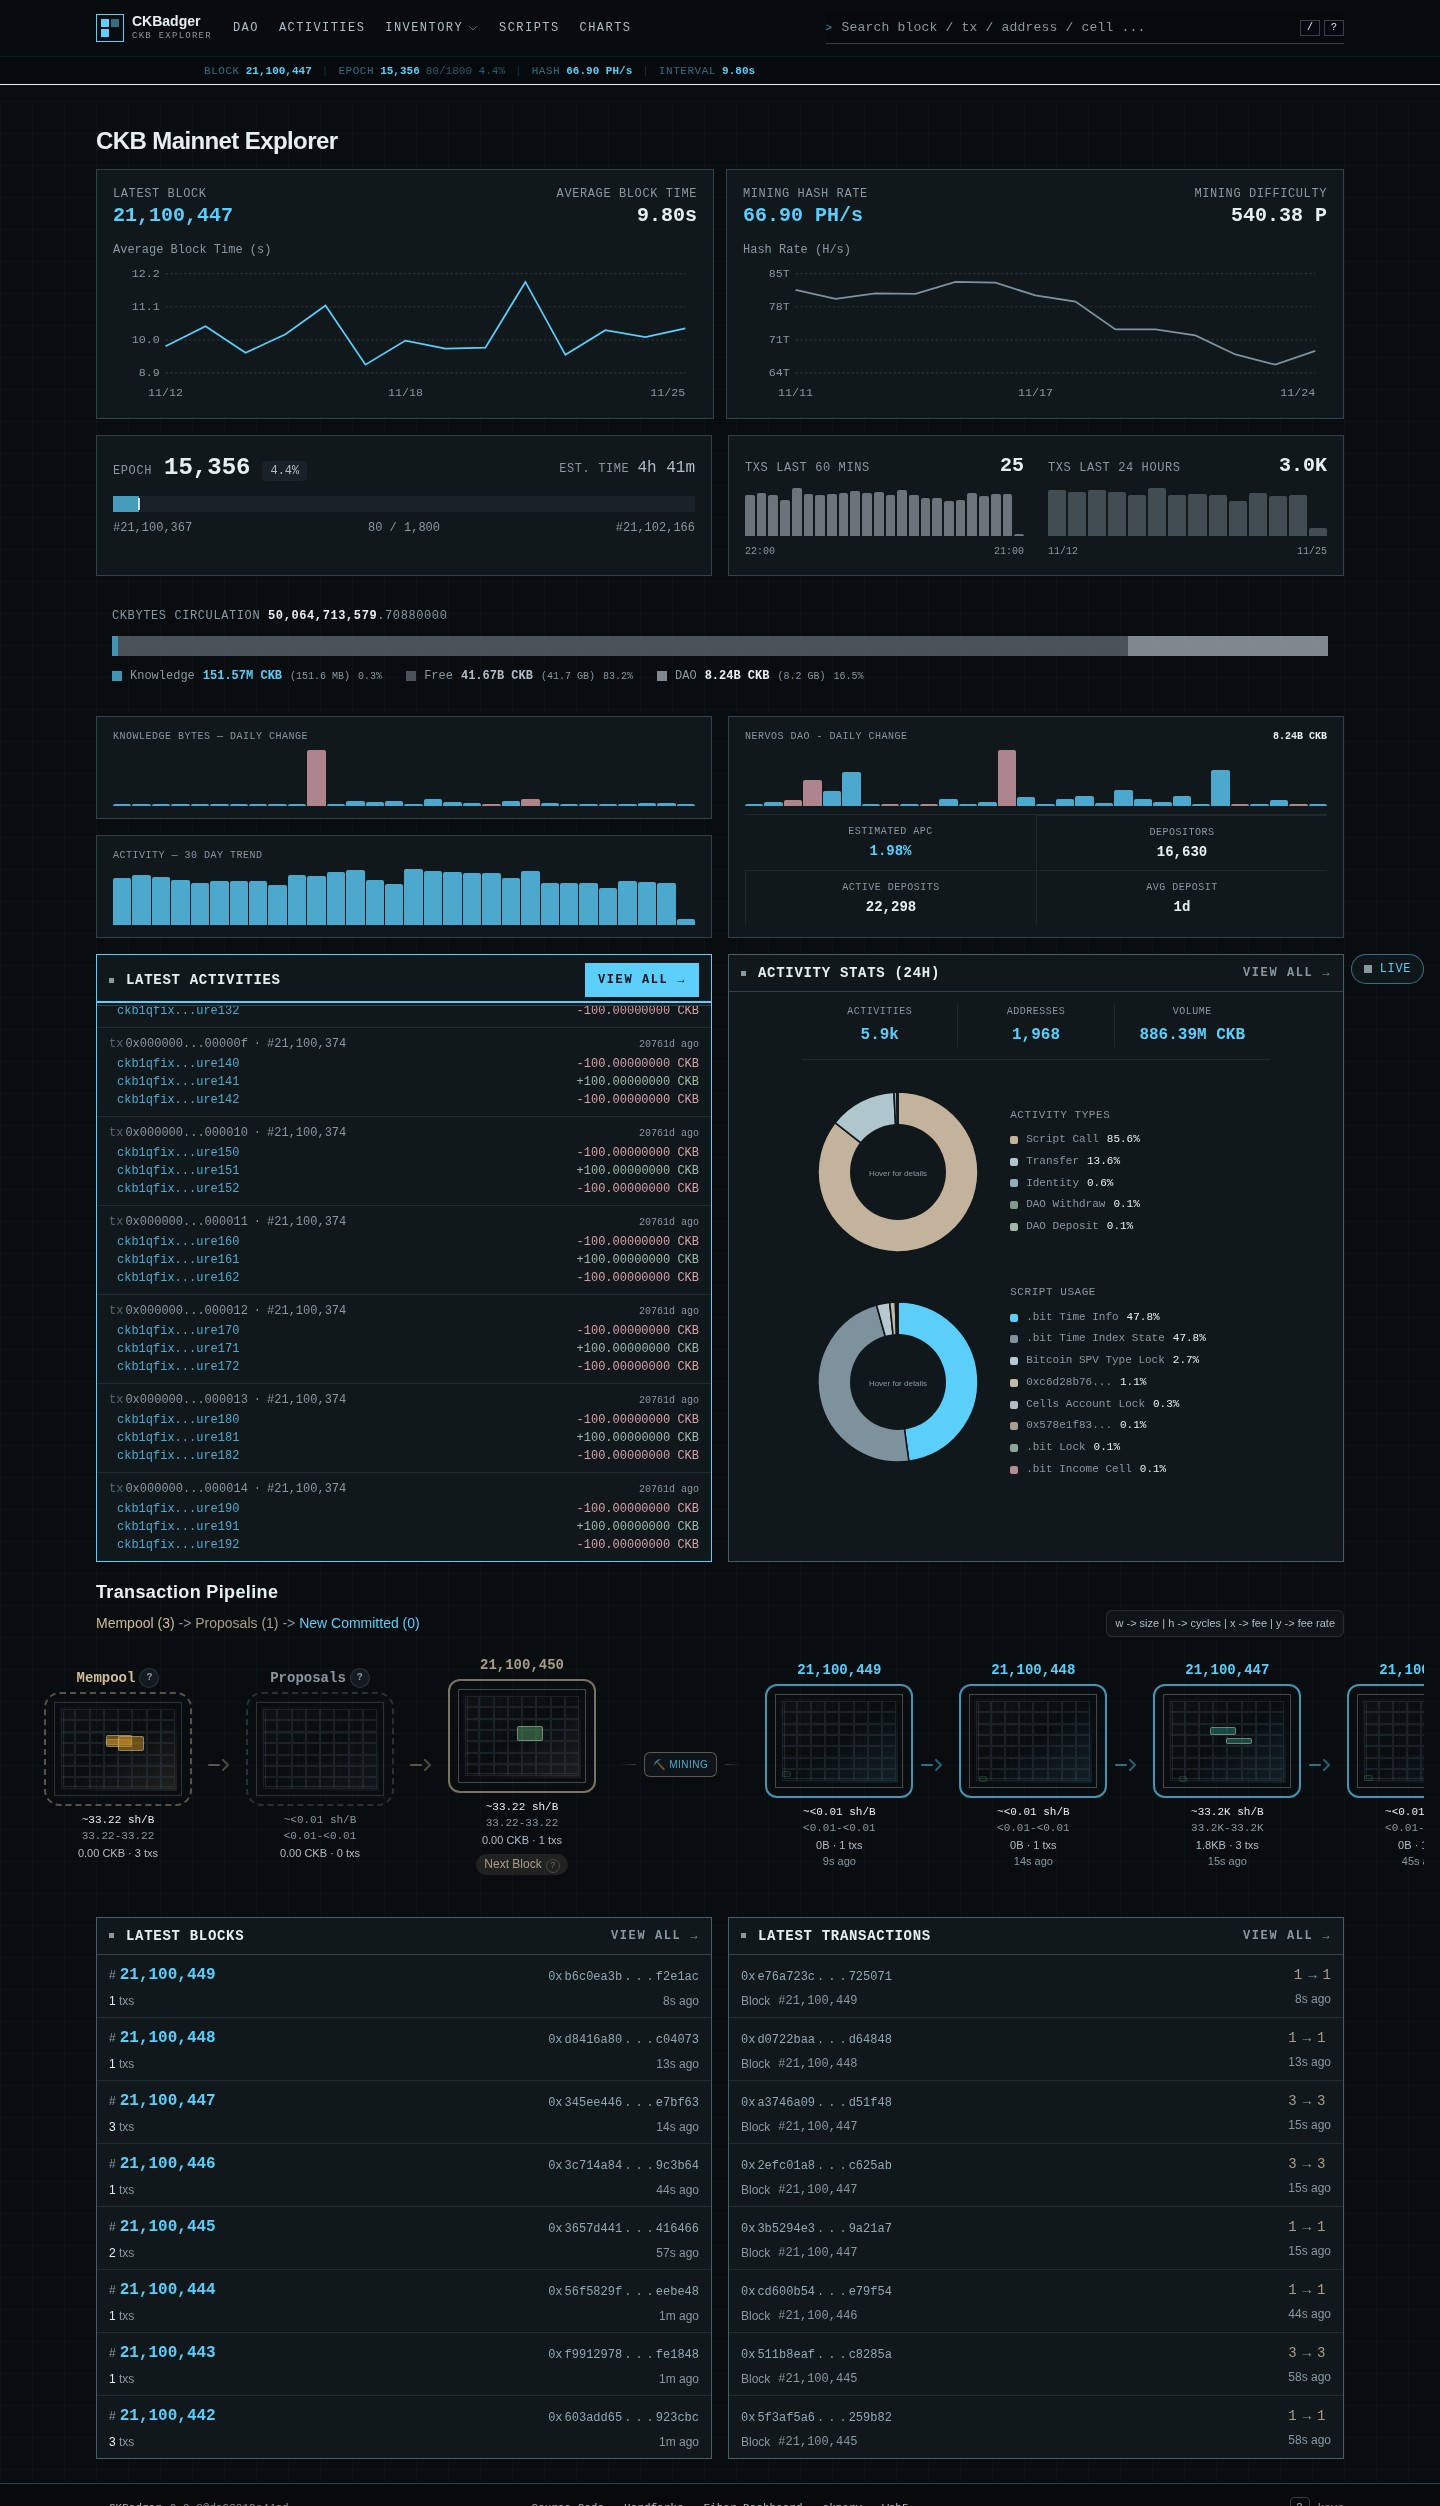 CKBadger
CKB EXPLORER
DAO ACTIVITIES INVENTORY SCRIPTS CHARTS
> Search block / tx / address / cell ... / ?
BLOCK 21,100,447 | EPOCH 15,356 80/1800 4.4% | HASH 66.90 PH/s | INTERVAL 9.80s
CKB Mainnet Explorer
LATEST BLOCK AVERAGE BLOCK TIME
21,100,447 9.80s
Average Block Time (s)
12.2
11.1
10.0
8.9
11/12 11/18 11/25
MINING HASH RATE MINING DIFFICULTY
66.90 PH/s 540.38 P
Hash Rate (H/s)
85T
78T
71T
64T
11/11 11/17 11/24
EPOCH 15,356 4.4% EST. TIME 4h 41m
#21,100,367 80 / 1,800 #21,102,166
TXS LAST 60 MINS 25
22:00 21:00
TXS LAST 24 HOURS 3.0K
11/12 11/25
CKBYTES CIRCULATION 50,064,713,579.70880000
Knowledge 151.57M CKB (151.6 MB) 0.3% Free 41.67B CKB (41.7 GB) 83.2% DAO 8.24B CKB (8.2 GB) 16.5%
KNOWLEDGE BYTES — DAILY CHANGE
ACTIVITY — 30 DAY TREND
NERVOS DAO - DAILY CHANGE 8.24B CKB
ESTIMATED APC DEPOSITORS
1.98% 16,630
ACTIVE DEPOSITS AVG DEPOSIT
22,298 1d
LATEST ACTIVITIES VIEW ALL →
ckb1qfix...ure132 -100.00000000 CKB
tx 0x000000...00000f · #21,100,374 20761d ago
ckb1qfix...ure140 -100.00000000 CKB
ckb1qfix...ure141 +100.00000000 CKB
ckb1qfix...ure142 -100.00000000 CKB
tx 0x000000...000010 · #21,100,374 20761d ago
ckb1qfix...ure150 -100.00000000 CKB
ckb1qfix...ure151 +100.00000000 CKB
ckb1qfix...ure152 -100.00000000 CKB
tx 0x000000...000011 · #21,100,374 20761d ago
ckb1qfix...ure160 -100.00000000 CKB
ckb1qfix...ure161 +100.00000000 CKB
ckb1qfix...ure162 -100.00000000 CKB
tx 0x000000...000012 · #21,100,374 20761d ago
ckb1qfix...ure170 -100.00000000 CKB
ckb1qfix...ure171 +100.00000000 CKB
ckb1qfix...ure172 -100.00000000 CKB
tx 0x000000...000013 · #21,100,374 20761d ago
ckb1qfix...ure180 -100.00000000 CKB
ckb1qfix...ure181 +100.00000000 CKB
ckb1qfix...ure182 -100.00000000 CKB
tx 0x000000...000014 · #21,100,374 20761d ago
ckb1qfix...ure190 -100.00000000 CKB
ckb1qfix...ure191 +100.00000000 CKB
ckb1qfix...ure192 -100.00000000 CKB
ACTIVITY STATS (24H) VIEW ALL →
LIVE
ACTIVITIES ADDRESSES VOLUME
5.9k 1,968 886.39M CKB
Hover for details
ACTIVITY TYPES
Script Call 85.6%
Transfer 13.6%
Identity 0.6%
DAO Withdraw 0.1%
DAO Deposit 0.1%
Hover for details
SCRIPT USAGE
.bit Time Info 47.8%
.bit Time Index State 47.8%
Bitcoin SPV Type Lock 2.7%
0xc6d28b76... 1.1%
Cells Account Lock 0.3%
0x578e1f83... 0.1%
.bit Lock 0.1%
.bit Income Cell 0.1%
Transaction Pipeline
Mempool (3) -> Proposals (1) -> New Committed (0)
w -> size | h -> cycles | x -> fee | y -> fee rate
Mempool ?
~33.22 sh/B
33.22-33.22
0.00 CKB · 3 txs
Proposals ?
~<0.01 sh/B
<0.01-<0.01
0.00 CKB · 0 txs
21,100,450
~33.22 sh/B
33.22-33.22
0.00 CKB · 1 txs
Next Block ?
MINING
21,100,449
~<0.01 sh/B
<0.01-<0.01
0B · 1 txs
9s ago
21,100,448
~<0.01 sh/B
<0.01-<0.01
0B · 1 txs
14s ago
21,100,447
~33.2K sh/B
33.2K-33.2K
1.8KB · 3 txs
15s ago
21,100
~<0.01
<0.01-
0B ·
45s
LATEST BLOCKS VIEW ALL →
# 21,100,449 0xb6c0ea3b...f2e1ac
1 txs 8s ago
# 21,100,448 0xd8416a80...c04073
1 txs 13s ago
# 21,100,447 0x345ee446...e7bf63
3 txs 14s ago
# 21,100,446 0x3c714a84...9c3b64
1 txs 44s ago
# 21,100,445 0x3657d441...416466
2 txs 57s ago
# 21,100,444 0x56f5829f...eebe48
1 txs 1m ago
# 21,100,443 0xf9912978...fe1848
1 txs 1m ago
# 21,100,442 0x603add65...923cbc
3 txs 1m ago
LATEST TRANSACTIONS VIEW ALL →
0xe76a723c...725071 1 → 1
Block #21,100,449 8s ago
0xd0722baa...d64848 1 → 1
Block #21,100,448 13s ago
0xa3746a09...d51f48 3 → 3
Block #21,100,447 15s ago
0x2efc01a8...c625ab 3 → 3
Block #21,100,447 15s ago
0x3b5294e3...9a21a7 1 → 1
Block #21,100,447 15s ago
0xcd600b54...e79f54 1 → 1
Block #21,100,446 44s ago
0x511b8eaf...c8285a 3 → 3
Block #21,100,445 58s ago
0x5f3af5a6...259b82 1 → 1
Block #21,100,445 58s ago